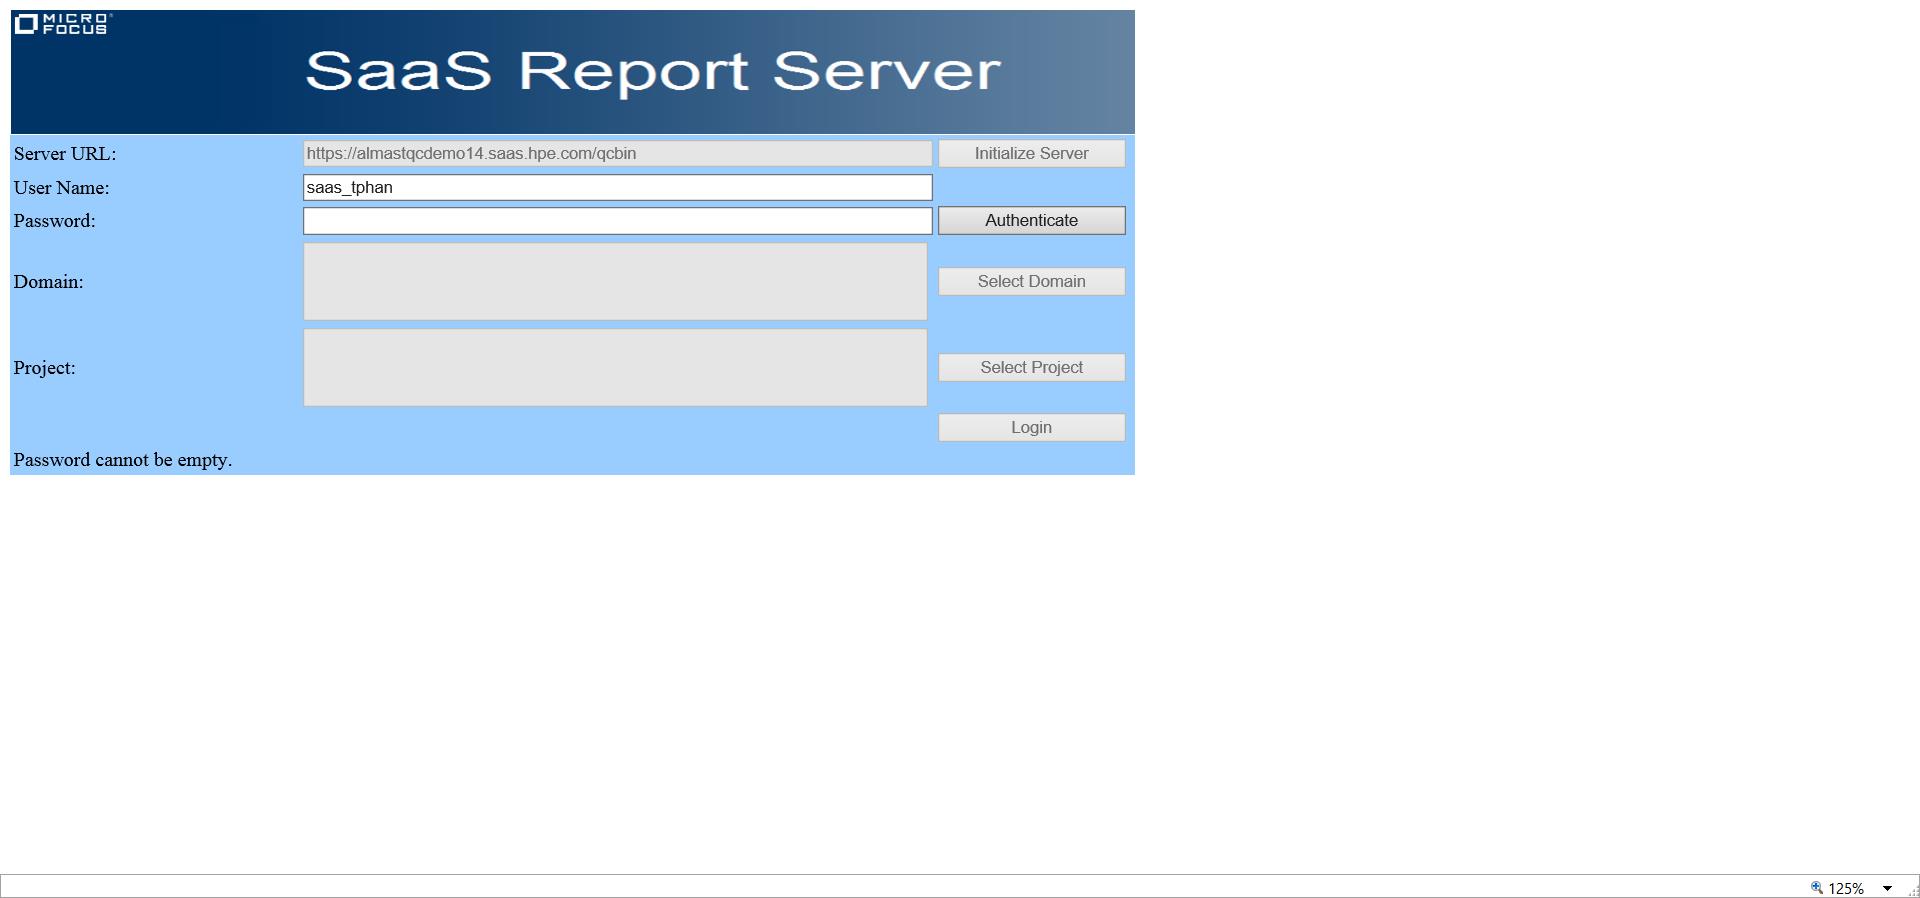 MICRO
FOCUS
SaaS Report Server
Server URL: https://almastqcdemo14.saas.hpe.com/qcbin Initialize Server
User Name: saas_tphan
Password: Authenticate
Domain: Select Domain
Project: Select Project
Login
Password cannot be empty.
125%